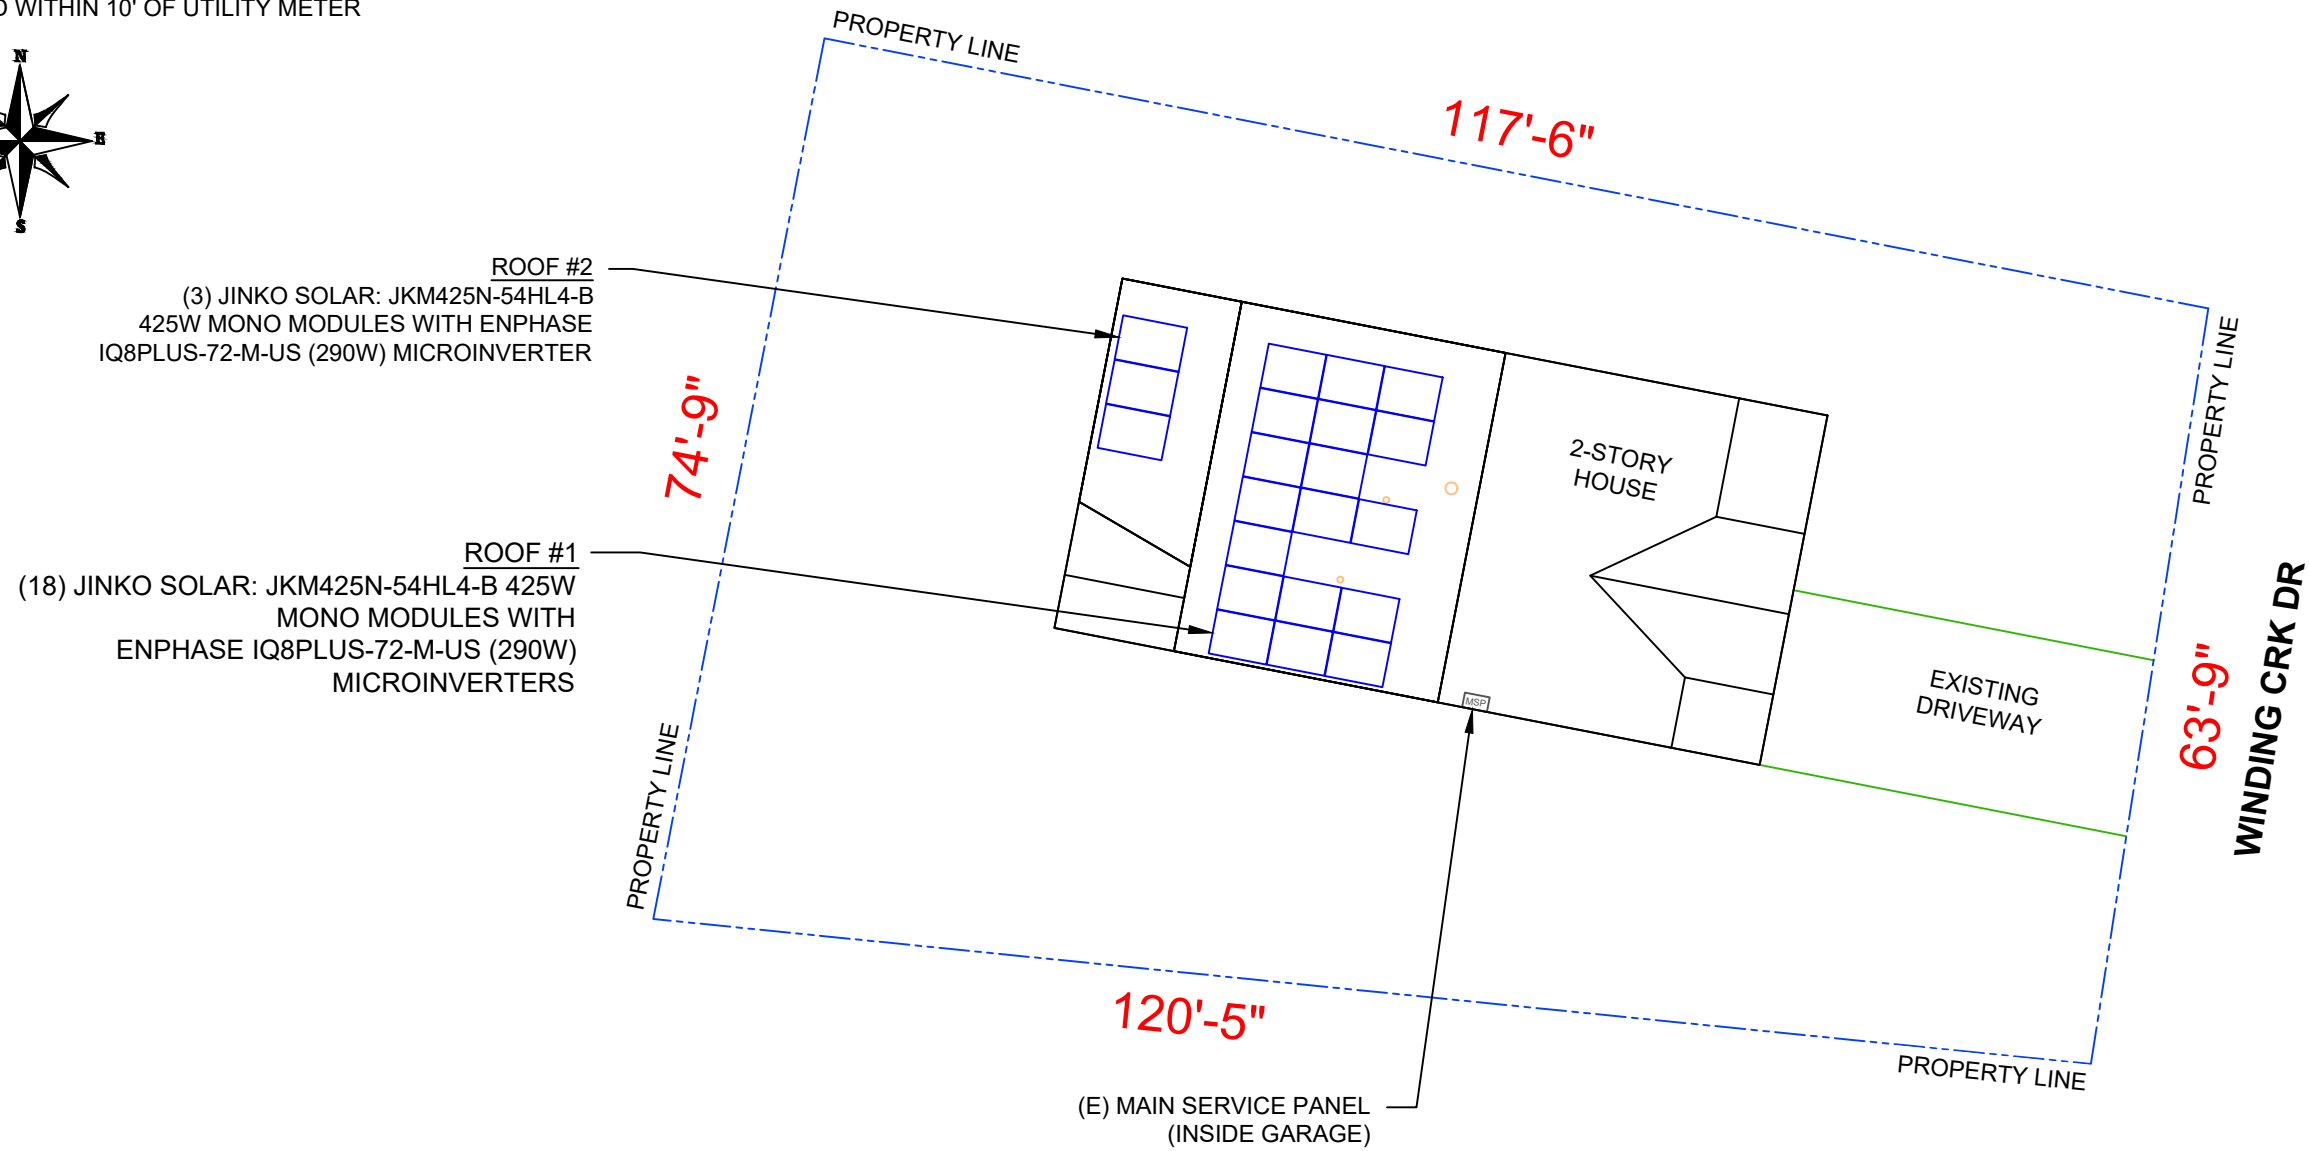 WITHIN 10' OF UTILITY METER
N
E
S
PROPERTY LINE
117'-6"
ROOF #2
(3) JINKO SOLAR: JKM425N-54HL4-B
425W MONO MODULES WITH ENPHASE
IQ8PLUS-72-M-US (290W) MICROINVERTER
74'-9"
2-STORY
HOUSE
PROPERTY LINE
ROOF #1
(18) JINKO SOLAR: JKM425N-54HL4-B 425W
MONO MODULES WITH
ENPHASE IQ8PLUS-72-M-US (290W)
MICROINVERTERS
EXISTING
DRIVEWAY
63'-9"
WINDING CRK DR
MSP
PROPERTY LINE
120'-5"
PROPERTY LINE
(E) MAIN SERVICE PANEL
(INSIDE GARAGE)